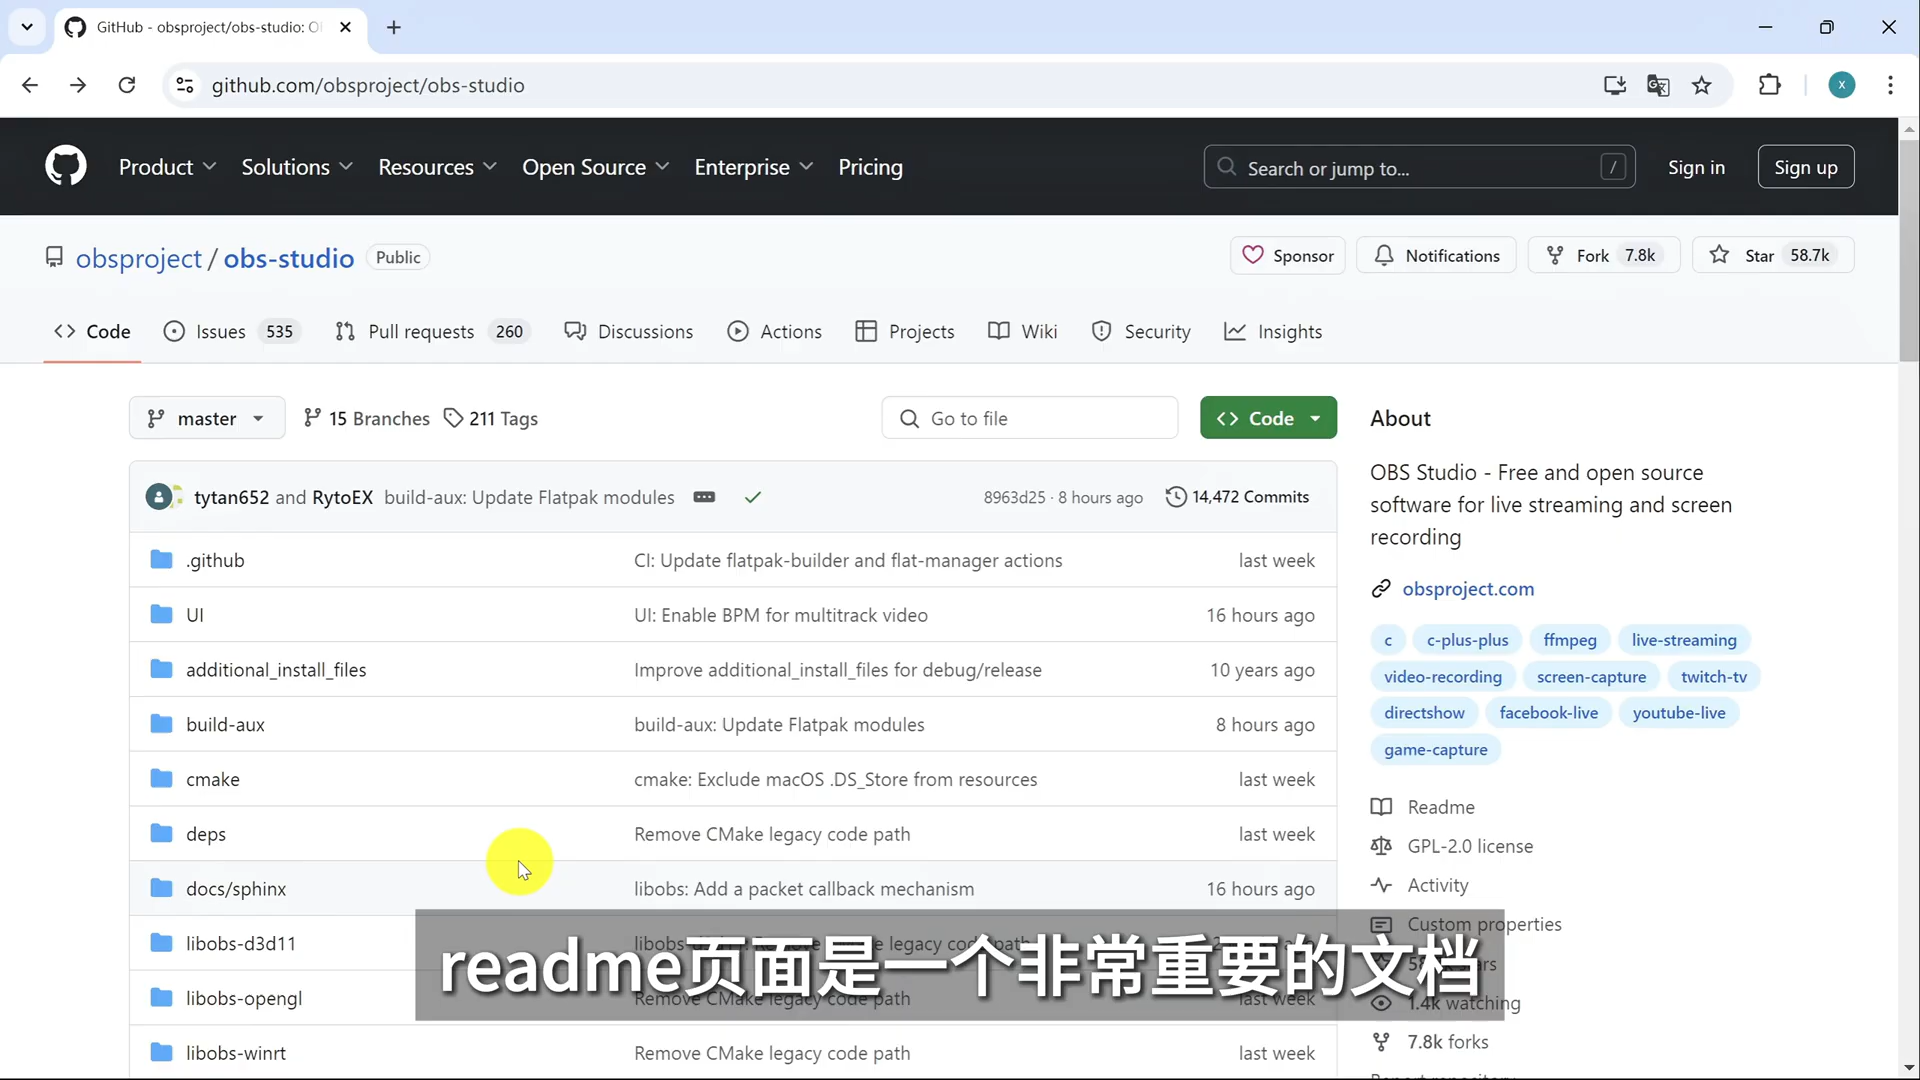 GitHub - obsproject/obs-studio: O
github.com/obsproject/obs-studio
X
Product
Solutions
Resources
Open Source
Enterprise
Pricing
Search or jump to...
/
Sign in
Sign up
obsproject / obs-studio
Public
Sponsor
Notifications
Fork 7.8k
Star 58.7k
Code
Issues 535
Pull requests 260
Discussions
Actions
Projects
Wiki
Security
Insights
master
15 Branches
211 Tags
Go to file
Code
tytan652 and RytoEX build-aux: Update Flatpak modules
8963d25 · 8 hours ago
14,472 Commits
.github CI: Update flatpak-builder and flat-manager actions last week
UI UI: Enable BPM for multitrack video 16 hours ago
additional_install_files Improve additional_install_files for debug/release 10 years ago
build-aux build-aux: Update Flatpak modules 8 hours ago
cmake cmake: Exclude macOS .DS_Store from resources last week
deps Remove CMake legacy code path last week
docs/sphinx libobs: Add a packet callback mechanism 16 hours ago
libobs-d3d11
libobs-opengl Remove CMake legacy code path last week
libobs-winrt Remove CMake legacy code path last week
About
OBS Studio - Free and open source
software for live streaming and screen
recording
obsproject.com
c c-plus-plus ffmpeg live-streaming
video-recording screen-capture twitch-tv
directshow facebook-live youtube-live
game-capture
Readme
GPL-2.0 license
Activity
Custom properties
1.4k watching
7.8k forks
readme页面是一个非常重要的文档